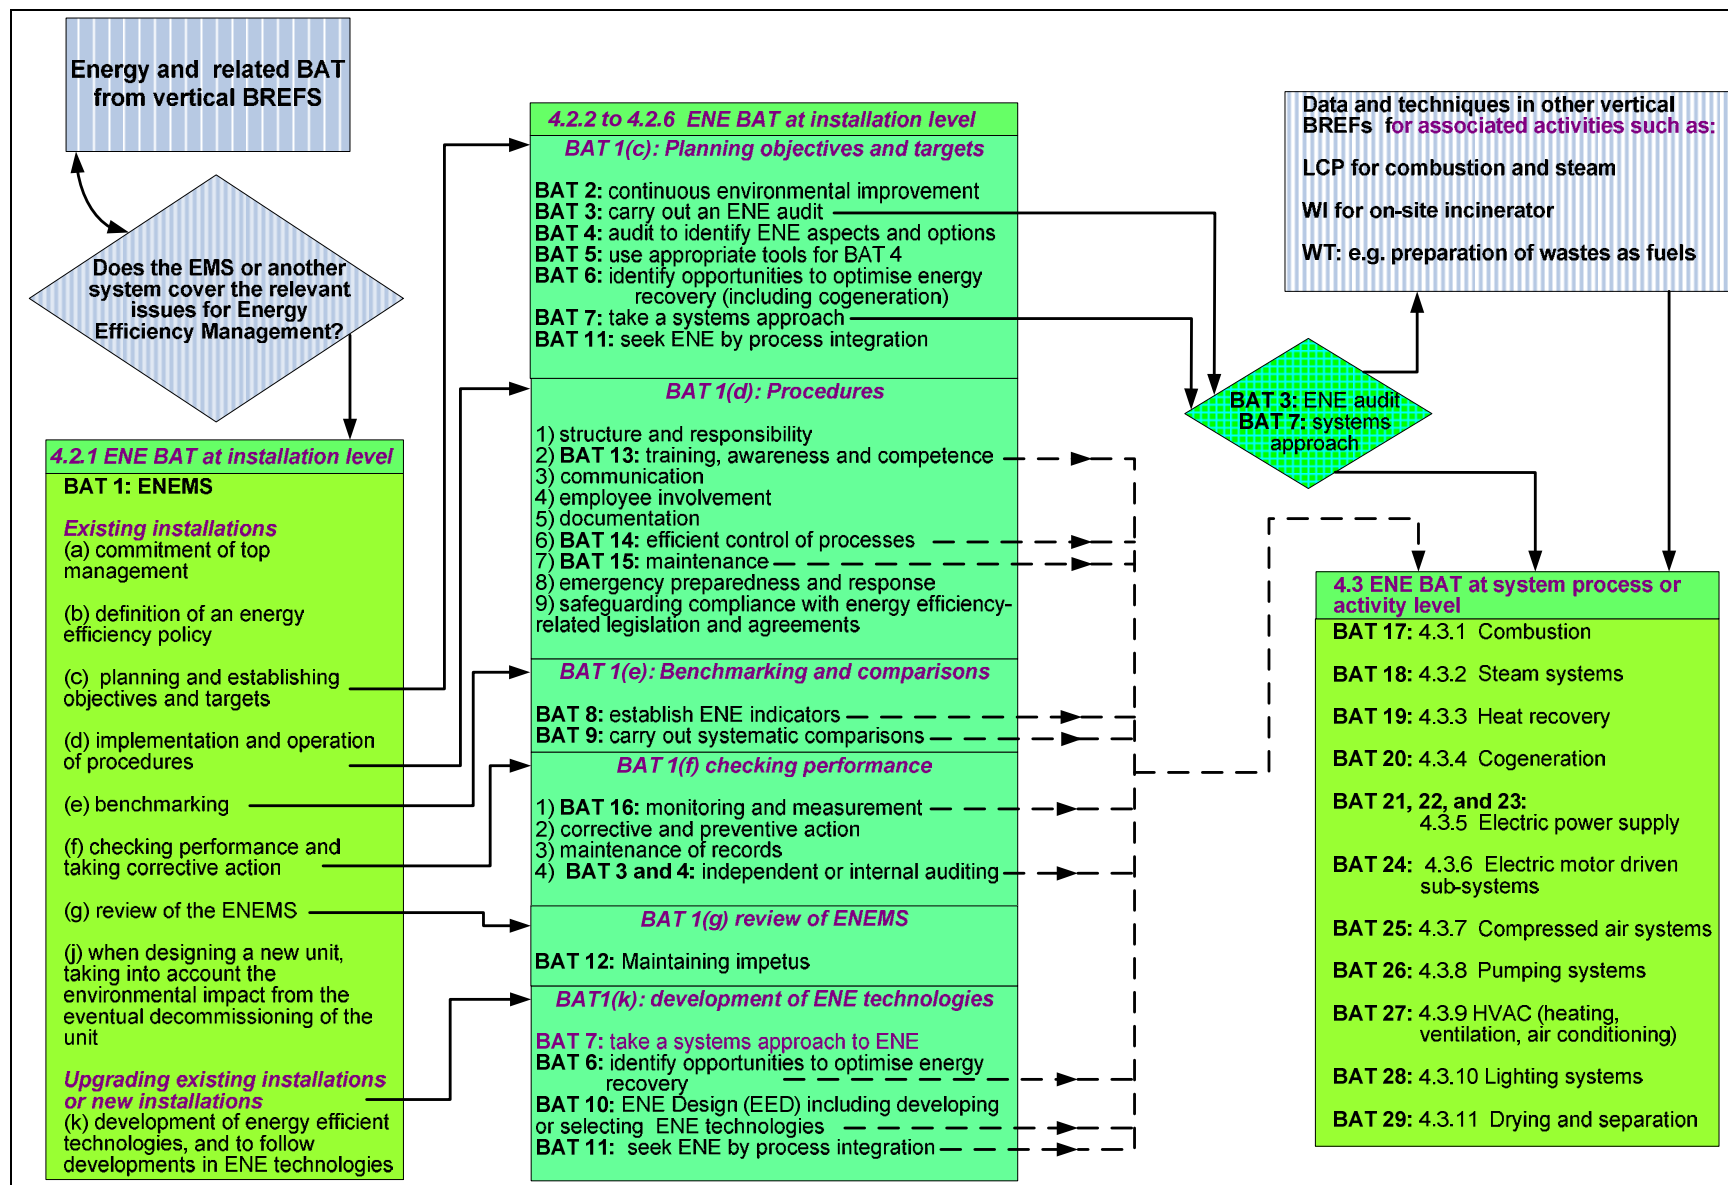 Energy and related BAT
from vertical BREFS
Does the EMS or another
system cover the relevant
issues for Energy
Efficiency Management?
4.2.1 ENE BAT at installation level
BAT 1: ENEMS
Existing installations
(a) commitment of top
management
(b) definition of an energy
efficiency policy
(c) planning and establishing
objectives and targets
(d) implementation and operation
of procedures
(e) benchmarking
(f) checking performance and
taking corrective action
(g) review of the ENEMS
(j) when designing a new unit,
taking into account the
environmental impact from the
eventual decommissioning of the
unit
Upgrading existing installations
or new installations
(k) development of energy efficient
technologies, and to follow
developments in ENE technologies
4.2.2 to 4.2.6 ENE BAT at installation level
BAT 1(c): Planning objectives and targets
BAT 2: continuous environmental improvement
BAT 3: carry out an ENE audit
BAT 4: audit to identify ENE aspects and options
BAT 5: use appropriate tools for BAT 4
BAT 6: identify opportunities to optimise energy
recovery (including cogeneration)
BAT 7: take a systems approach
BAT 11: seek ENE by process integration
BAT 1(d): Procedures
1) structure and responsibility
2) BAT 13: training, awareness and competence
3) communication
4) employee involvement
5) documentation
6) BAT 14: efficient control of processes
7) BAT 15: maintenance
8) emergency preparedness and response
9) safeguarding compliance with energy efficiency-
related legislation and agreements
BAT 1(e): Benchmarking and comparisons
BAT 8: establish ENE indicators
BAT 9: carry out systematic comparisons
BAT 1(f) checking performance
1) BAT 16: monitoring and measurement
2) corrective and preventive action
3) maintenance of records
4) BAT 3 and 4: independent or internal auditing
BAT 1(g) review of ENEMS
BAT 12: Maintaining impetus
BAT1(k): development of ENE technologies
BAT 7: take a systems approach to ENE
BAT 6: identify opportunities to optimise energy
recovery
BAT 10: ENE Design (EED) including developing
or selecting ENE technologies
BAT 11: seek ENE by process integration
Data and techniques in other vertical
BREFs for associated activities such as:
LCP for combustion and steam
WI for on-site incinerator
WT: e.g. preparation of wastes as fuels
BAT 3: ENE audit
BAT 7: systems
approach
4.3 ENE BAT at system process or
activity level
BAT 17: 4.3.1 Combustion
BAT 18: 4.3.2 Steam systems
BAT 19: 4.3.3 Heat recovery
BAT 20: 4.3.4 Cogeneration
BAT 21, 22, and 23:
4.3.5 Electric power supply
BAT 24: 4.3.6 Electric motor driven
sub-systems
BAT 25: 4.3.7 Compressed air systems
BAT 26: 4.3.8 Pumping systems
BAT 27: 4.3.9 HVAC (heating,
ventilation, air conditioning)
BAT 28: 4.3.10 Lighting systems
BAT 29: 4.3.11 Drying and separation